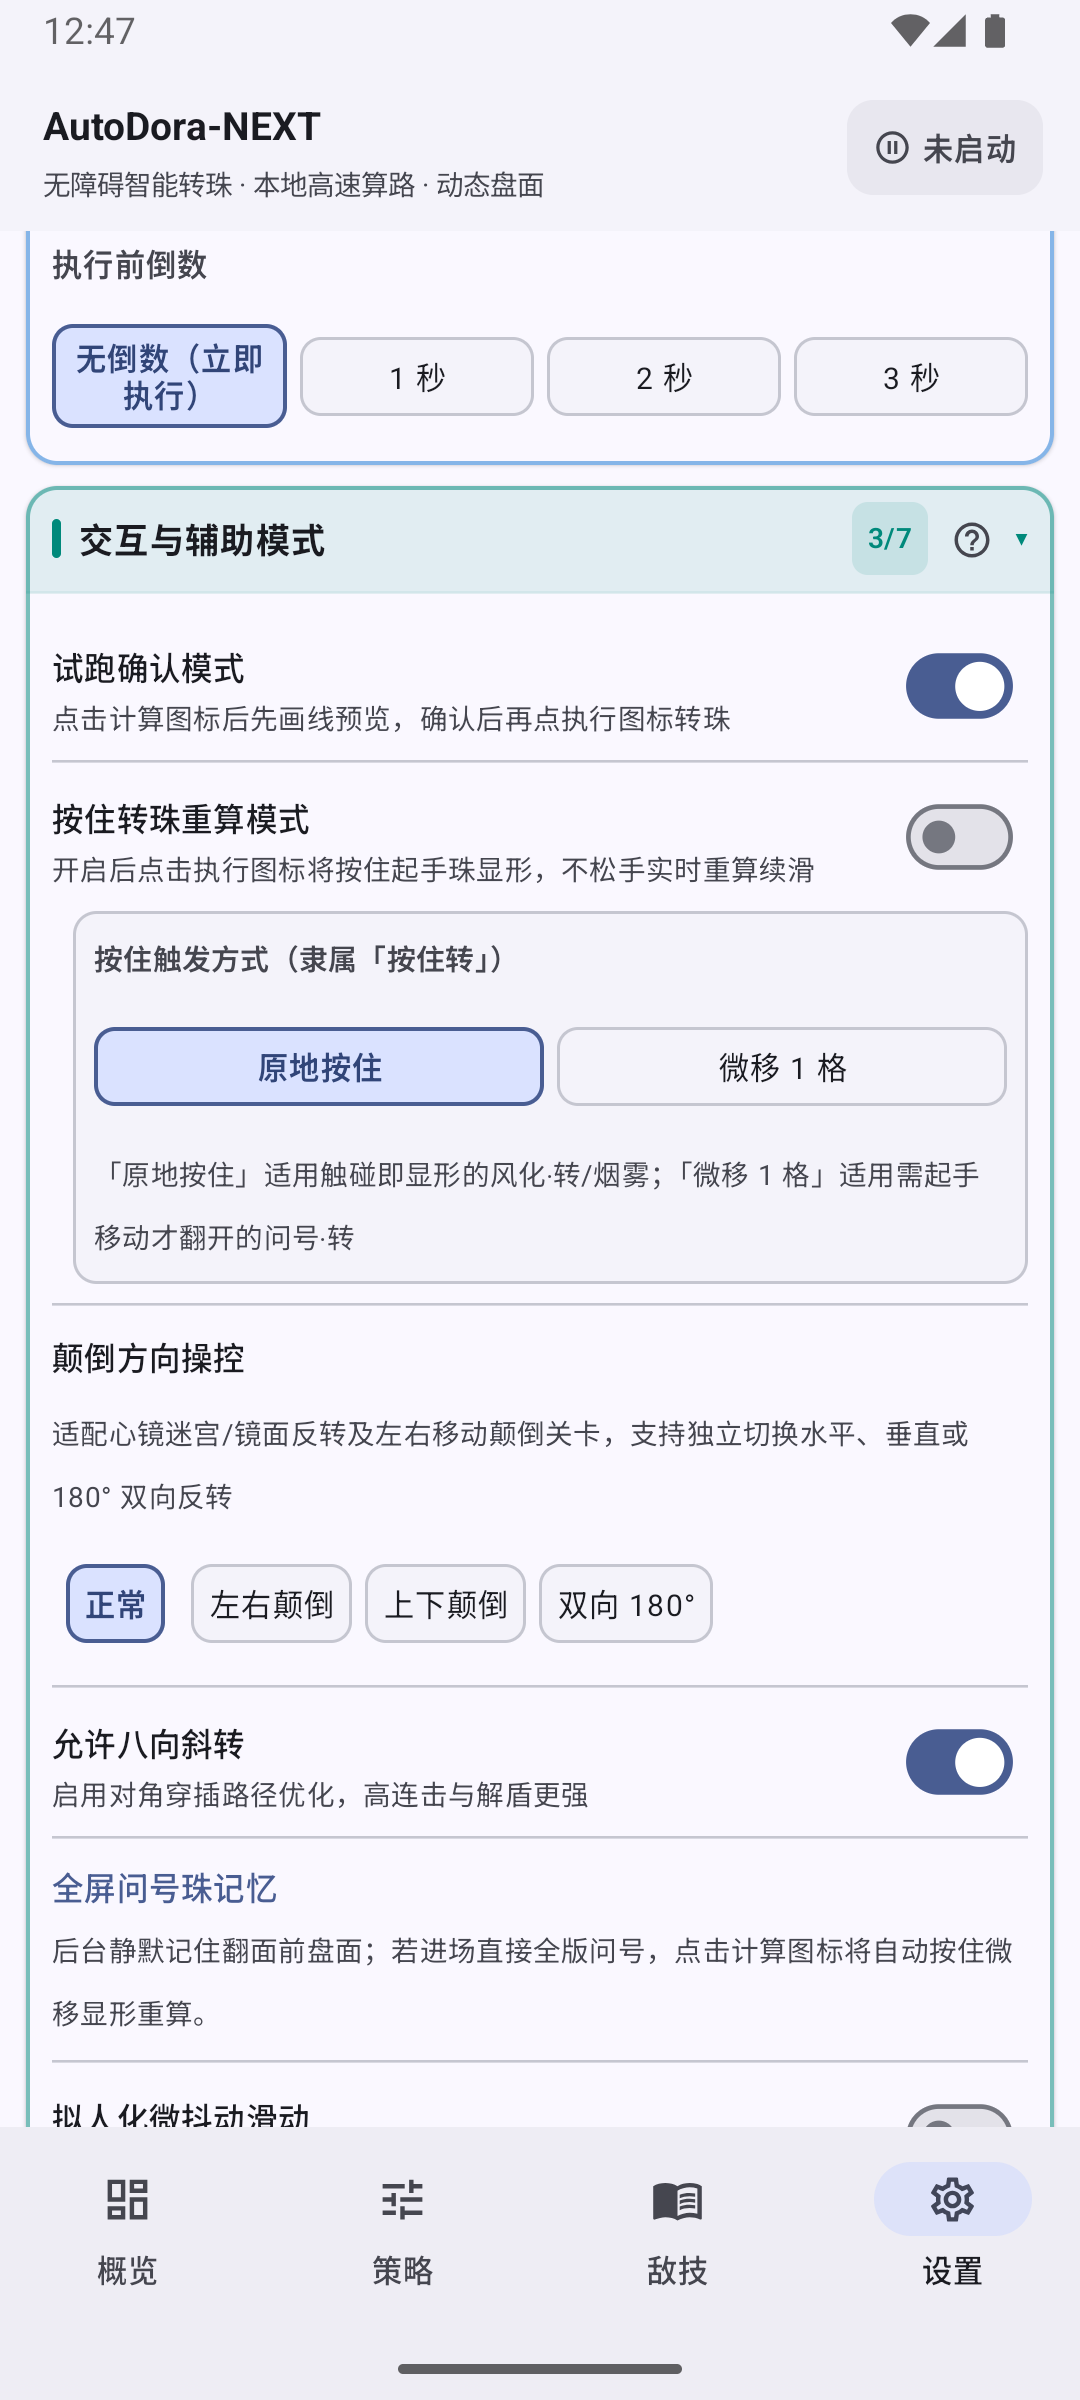 12:47
AutoDora-NEXT
未启动
无障碍智能转珠 · 本地高速算路 · 动态盘面
执行前倒数
无倒数（立即
执行）
1 秒
2 秒
3 秒
交互与辅助模式
3/7
试跑确认模式
点击计算图标后先画线预览，确认后再点执行图标转珠
按住转珠重算模式
开启后点击执行图标将按住起手珠显形，不松手实时重算续滑
按住触发方式（隶属「按住转」）
原地按住
微移 1 格
「原地按住」适用触碰即显形的风化·转/烟雾；「微移 1 格」适用需起手
移动才翻开的问号·转
颠倒方向操控
适配心镜迷宫/镜面反转及左右移动颠倒关卡，支持独立切换水平、垂直或
180° 双向反转
正常
左右颠倒
上下颠倒
双向 180°
允许八向斜转
启用对角穿插路径优化，高连击与解盾更强
全屏问号珠记忆
后台静默记住翻面前盘面；若进场直接全版问号，点击计算图标将自动按住微
移显形重算。
拟人化微抖动滑动
概览
策略
敌技
设置